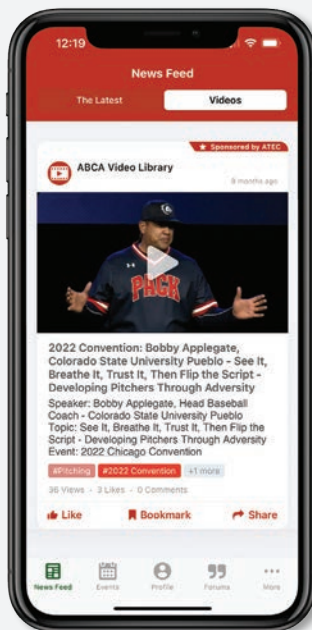 12:19
News Feed
The Latest
Videos
★ Sponsored by ATEC
ABCA Video Library
9 months ago
PACK
2022 Convention: Bobby Applegate,
Colorado State University Pueblo - See It,
Breathe It, Trust It, Then Flip the Script -
Developing Pitchers Through Adversity
Speaker: Bobby Applegate, Head Baseball
Coach - Colorado State University Pueblo
Topic: See It, Breathe It, Trust It, Then Flip the
Script - Developing Pitchers Through Adversity
Event: 2022 Chicago Convention
#Pitching
#2022 Convention
+1 more
36 Views - 3 Likes - 0 Comments
Like
Bookmark
Share
News Feed
Events
Profile
Forums
More